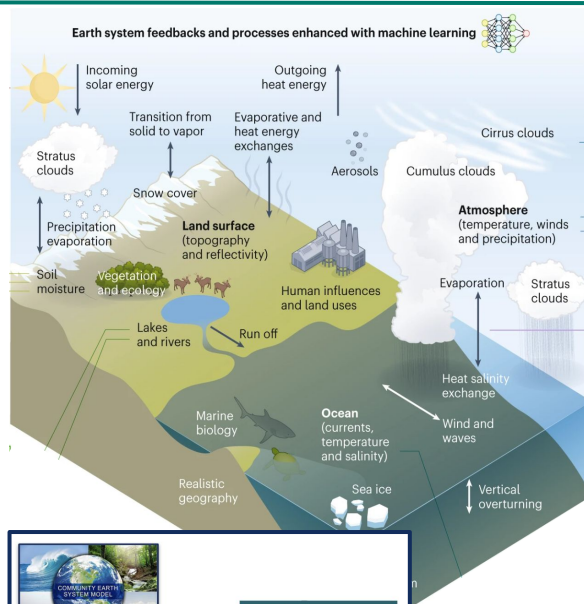 Earth system feedbacks and processes enhanced with machine learning
Incoming
solar energy
Outgoing
heat energy
Transition from
solid to vapor
Evaporative and
heat energy
exchanges
Cirrus clouds
Stratus
clouds
Aerosols
Cumulus clouds
Snow cover
Atmosphere
(temperature, winds
and precipitation)
Precipitation
evaporation
Land surface
(topography
and reflectivity)
Soil
moisture
Vegetation
and ecology
Human influences
and land uses
Evaporation
Stratus
clouds
Lakes
and rivers
Run off
Heat salinity
exchange
Marine
biology
Ocean
(currents,
temperature
and salinity)
Wind and
waves
Realistic
geography
Sea ice
Vertical
overturning
n
COMMUNITY EARTH
SYSTEM MODEL